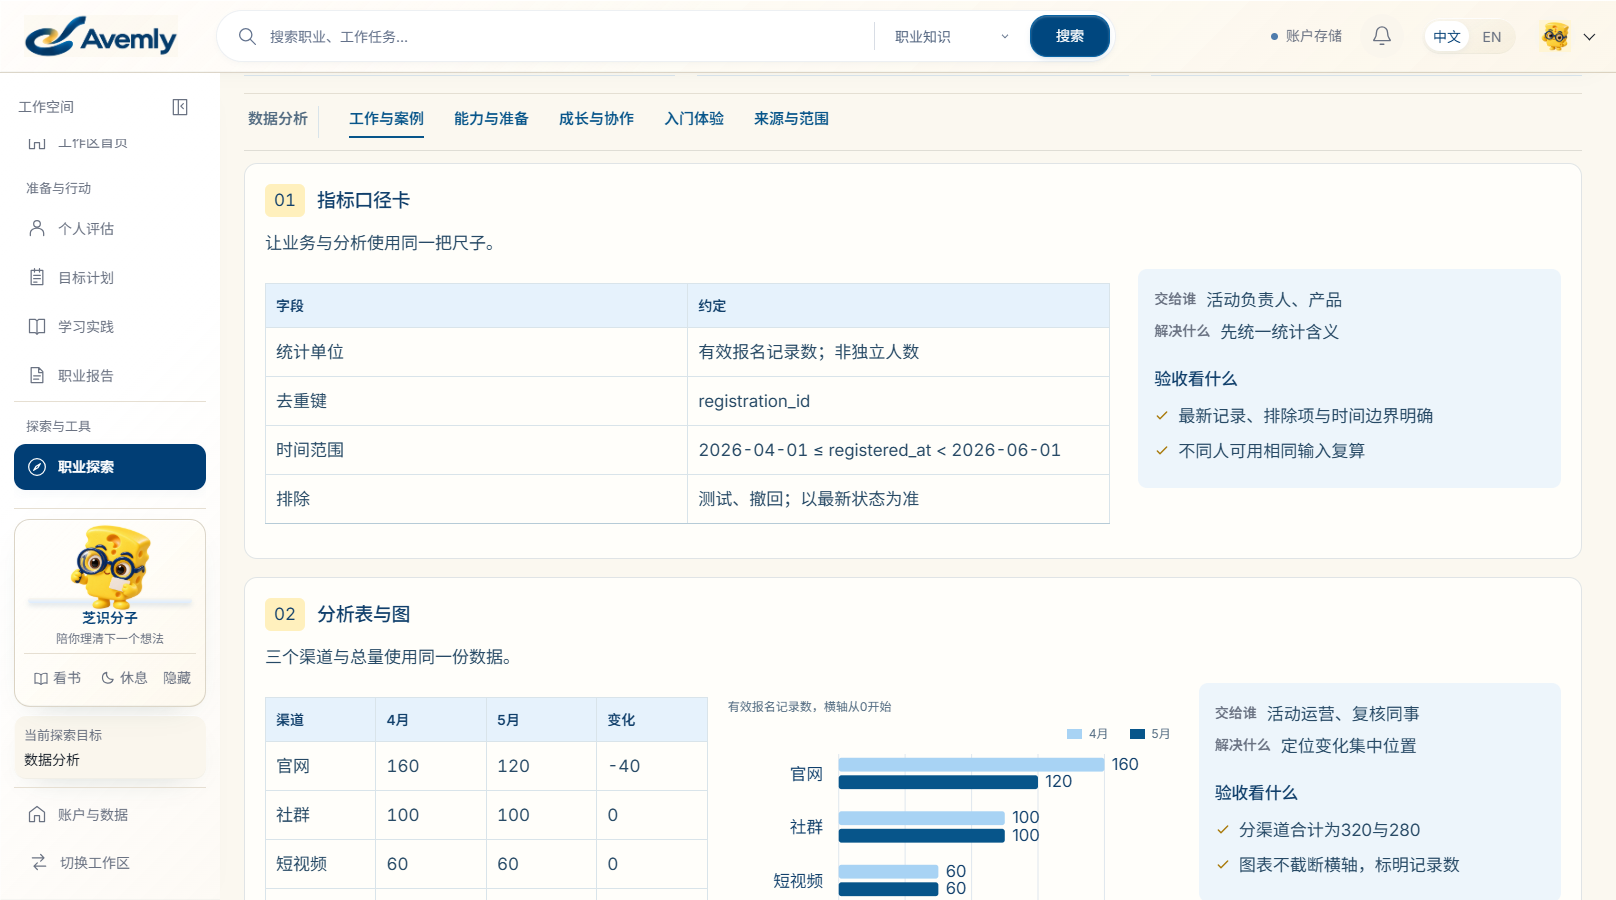 Avemly
搜索职业、工作任务...
职业知识
搜索
账户存储
中文 EN
工作空间
工作区首页
准备与行动
个人评估
目标计划
学习实践
职业报告
探索与工具
职业探索
芝识分子
陪你理清下一个想法
看书 休息 隐藏
当前探索目标
数据分析
账户与数据
切换工作区
数据分析 工作与案例 能力与准备 成长与协作 入门体验 来源与范围
01 指标口径卡
让业务与分析使用同一把尺子。
字段 约定
统计单位 有效报名记录数；非独立人数
去重键 registration_id
时间范围 2026-04-01 ≤ registered_at < 2026-06-01
排除 测试、撤回；以最新状态为准
交给谁 活动负责人、产品
解决什么 先统一统计含义
验收看什么
最新记录、排除项与时间边界明确
不同人可用相同输入复算
02 分析表与图
三个渠道与总量使用同一份数据。
渠道 4月 5月 变化
官网 160 120 -40
社群 100 100 0
短视频 60 60 0
有效报名记录数，横轴从0开始
4月 5月
官网 160
120
社群 100
100
短视频 60
60
交给谁 活动运营、复核同事
解决什么 定位变化集中位置
验收看什么
分渠道合计为320与280
图表不截断横轴，标明记录数